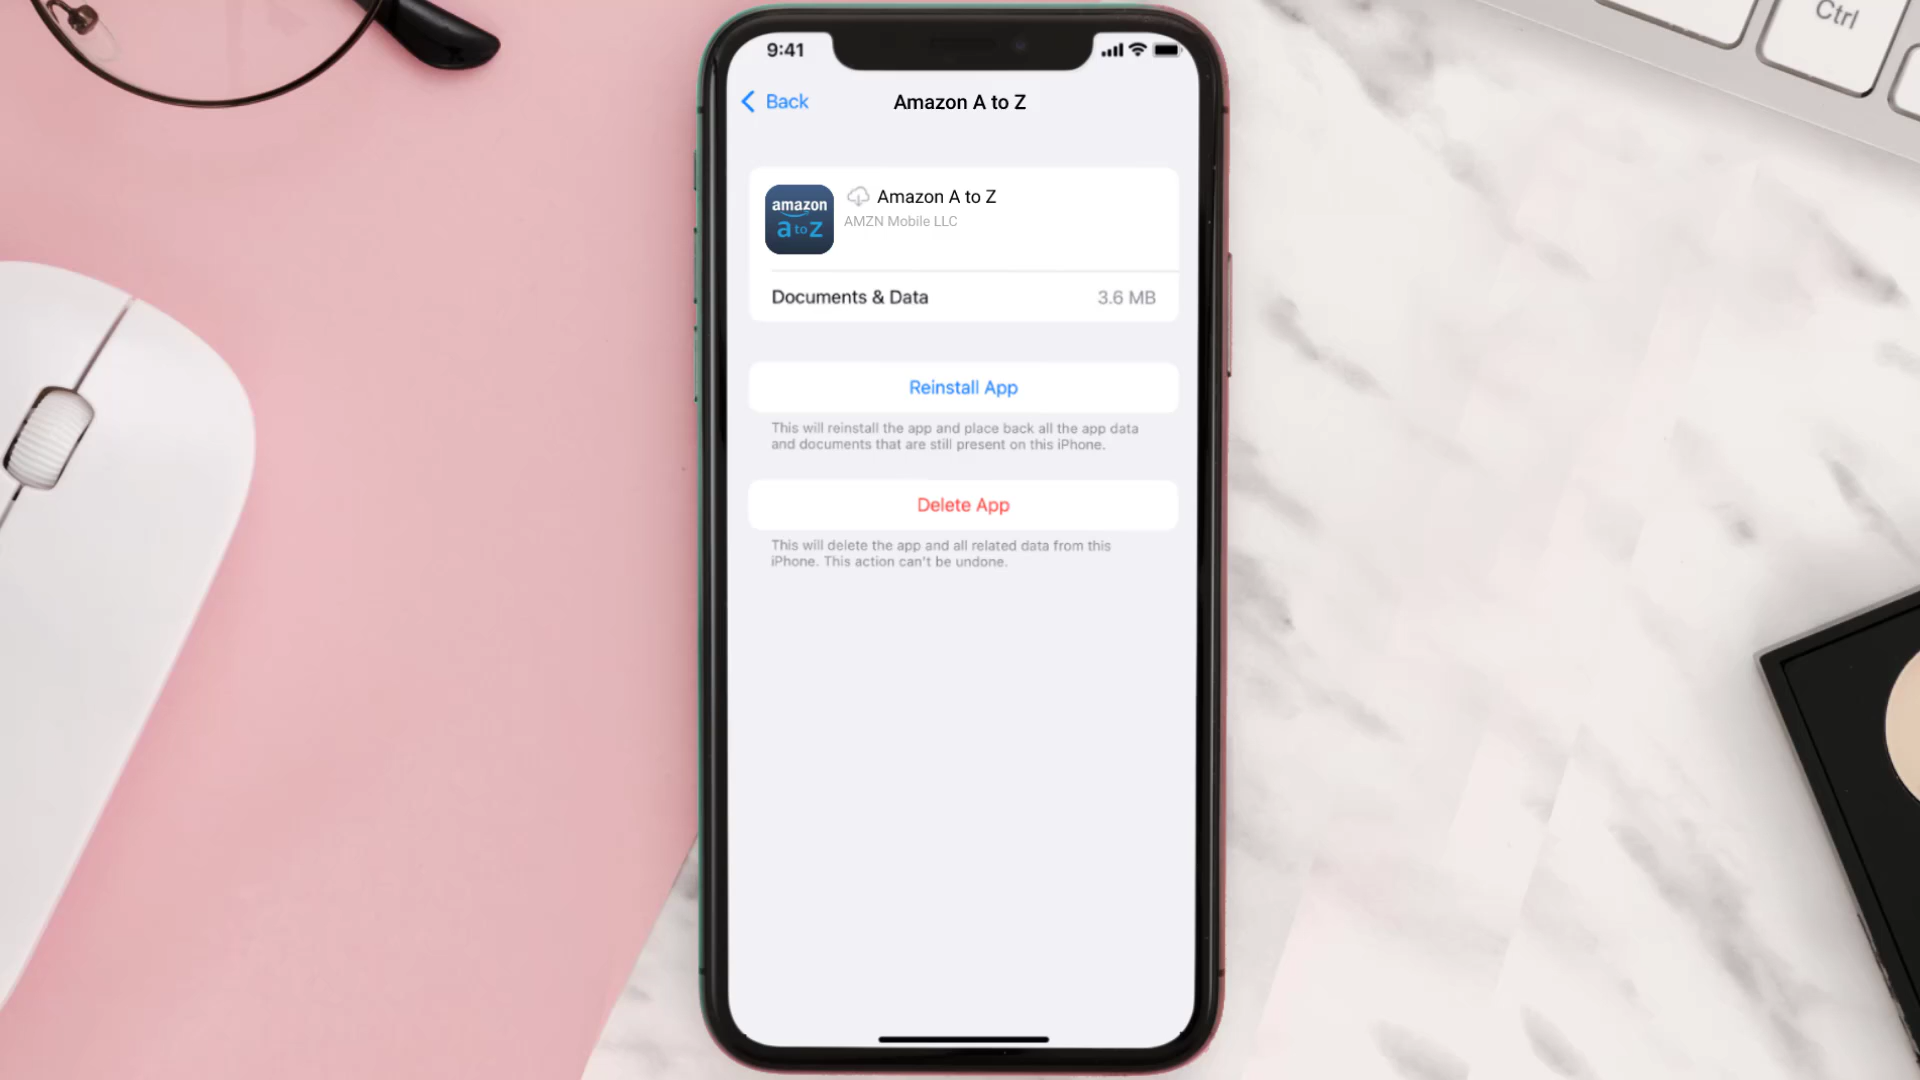 Ctrl
9:41
Back
Amazon A to Z
amazon
a to z
Amazon A to Z
AMZN Mobile LLC
Documents & Data 3.6 MB
Reinstall App
This will reinstall the app and place back all the app data
and documents that are still present on this iPhone.
Delete App
This will delete the app and all related data from this
iPhone. This action can't be undone.